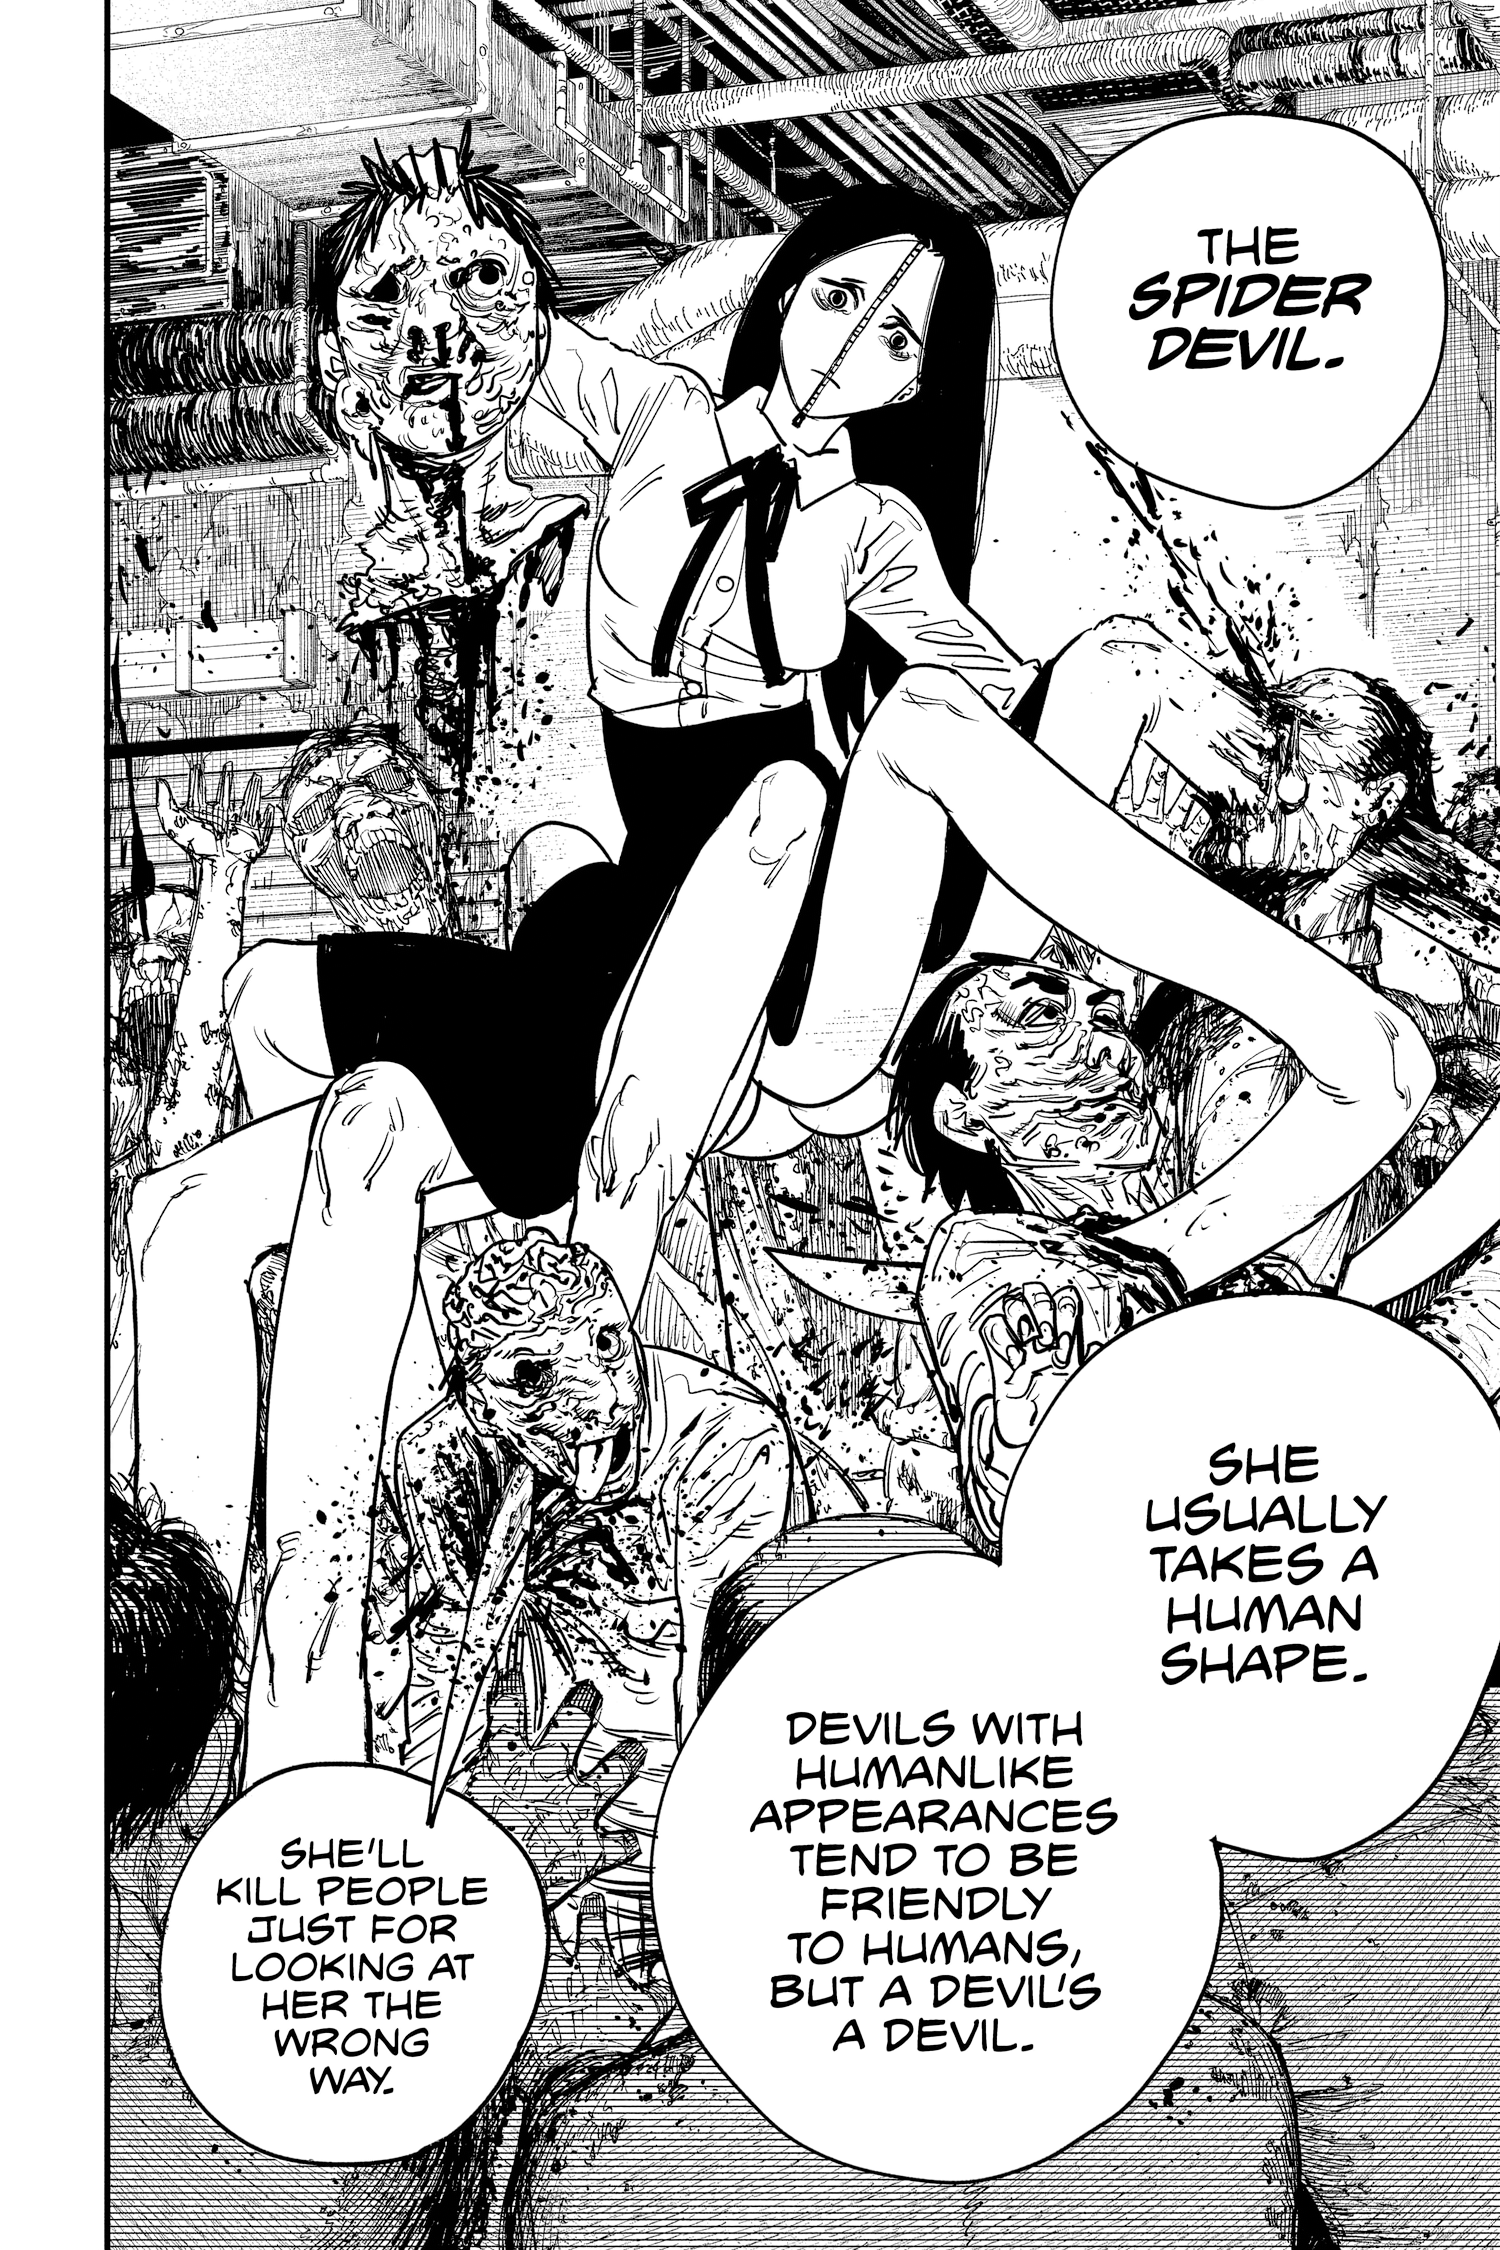 THE
SPIDER
DEVIL.
SHE
USUALLY
TAKES A
HUMAN
SHAPE.
DEVILS WITH
HUMANLIKE
APPEARANCES
TEND TO BE
FRIENDLY
TO HUMANS,
BUT A DEVIL'S
A DEVIL.
SHE'LL
KILL PEOPLE
JUST FOR
LOOKING AT
HER THE
WRONG
WAY.